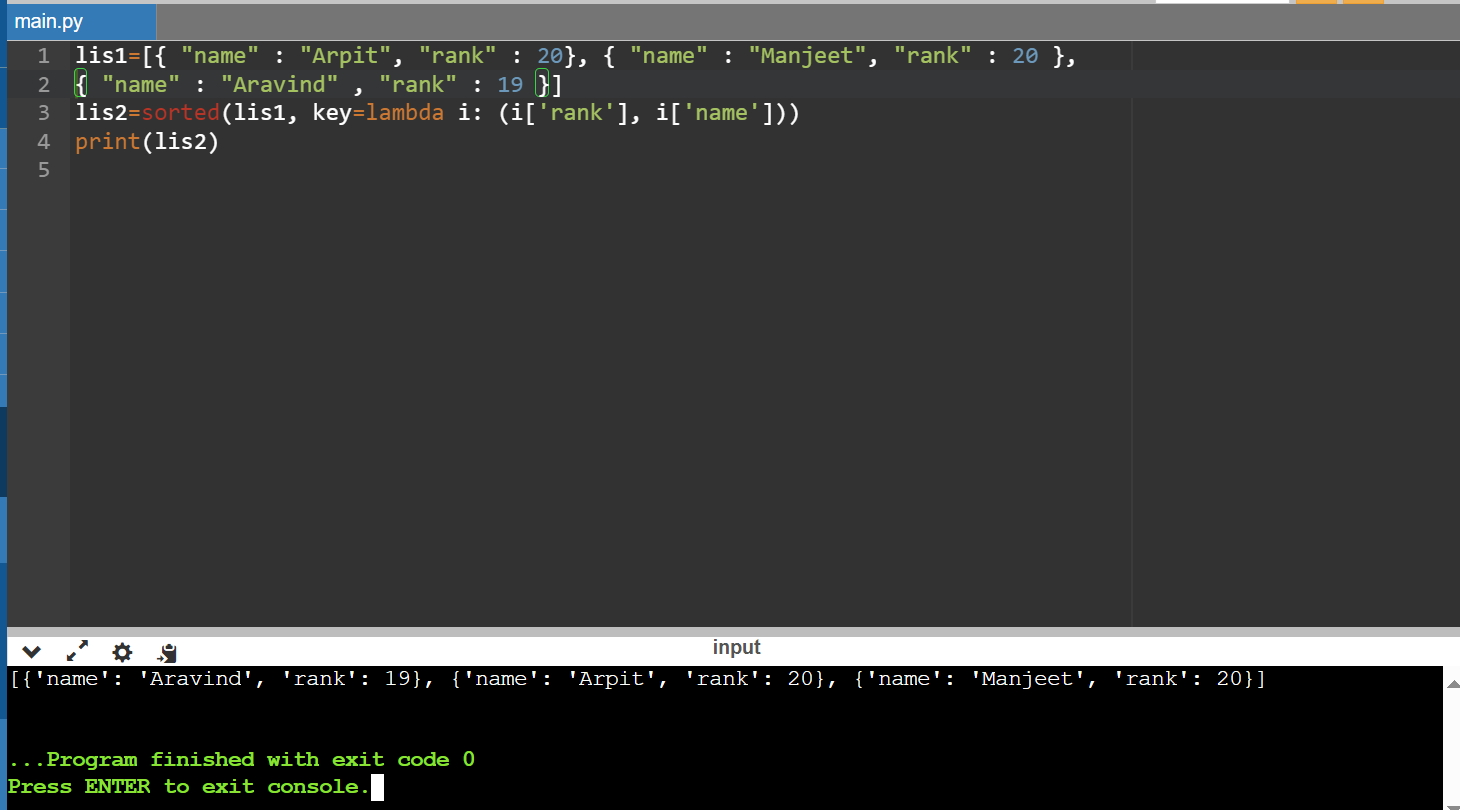 main.py
1 lis1=[{ "name" : "Arpit", "rank" : 20}, { "name" : "Manjeet", "rank" : 20 },
2 { "name" : "Aravind" , "rank" : 19 }]
3 lis2=sorted(lis1, key=lambda i: (i['rank'], i['name']))
4 print(lis2)
5
input
[{'name': 'Aravind', 'rank': 19}, {'name': 'Arpit', 'rank': 20}, {'name': 'Manjeet', 'rank': 20}]
...Program finished with exit code 0
Press ENTER to exit console.